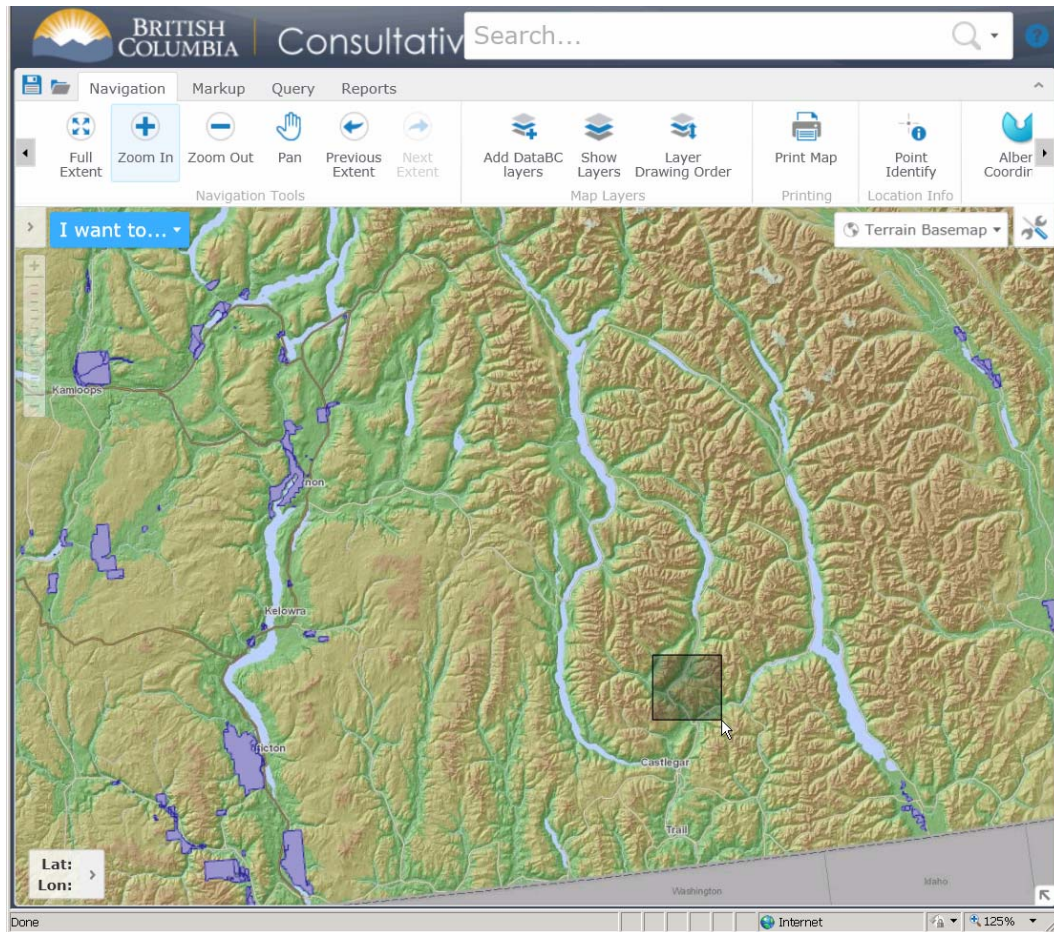 BRITISH
COLUMBIA
Consultativ
Search...
?
Navigation Markup Query Reports
Full
Extent
Zoom In
Zoom Out
Pan
Previous
Extent
Next
Extent
Navigation Tools
Add DataBC
layers
Show
Layers
Layer
Drawing Order
Map Layers
Print Map
Printing
Point
Identify
Location Info
Alber
Coordin
I want to...
Terrain Basemap
Kamloops
non
Kelowna
ticton
Castlegar
Trail
Washington
Idaho
Lat:
Lon:
Done
Internet
125%